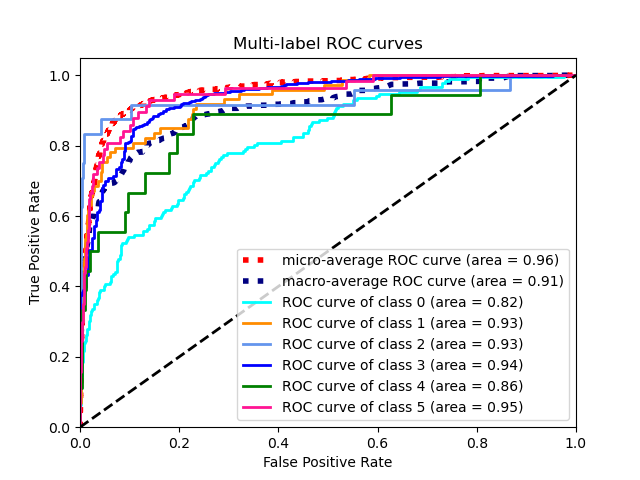 Multi-label ROC curves
1.0
0.8
0.6
0.4
0.2
0.0
True Positive Rate
micro-average ROC curve (area = 0.96)
macro-average ROC curve (area = 0.91)
ROC curve of class 0 (area = 0.82)
ROC curve of class 1 (area = 0.93)
ROC curve of class 2 (area = 0.93)
ROC curve of class 3 (area = 0.94)
ROC curve of class 4 (area = 0.86)
ROC curve of class 5 (area = 0.95)
0.0 0.2 0.4 0.6 0.8 1.0
False Positive Rate